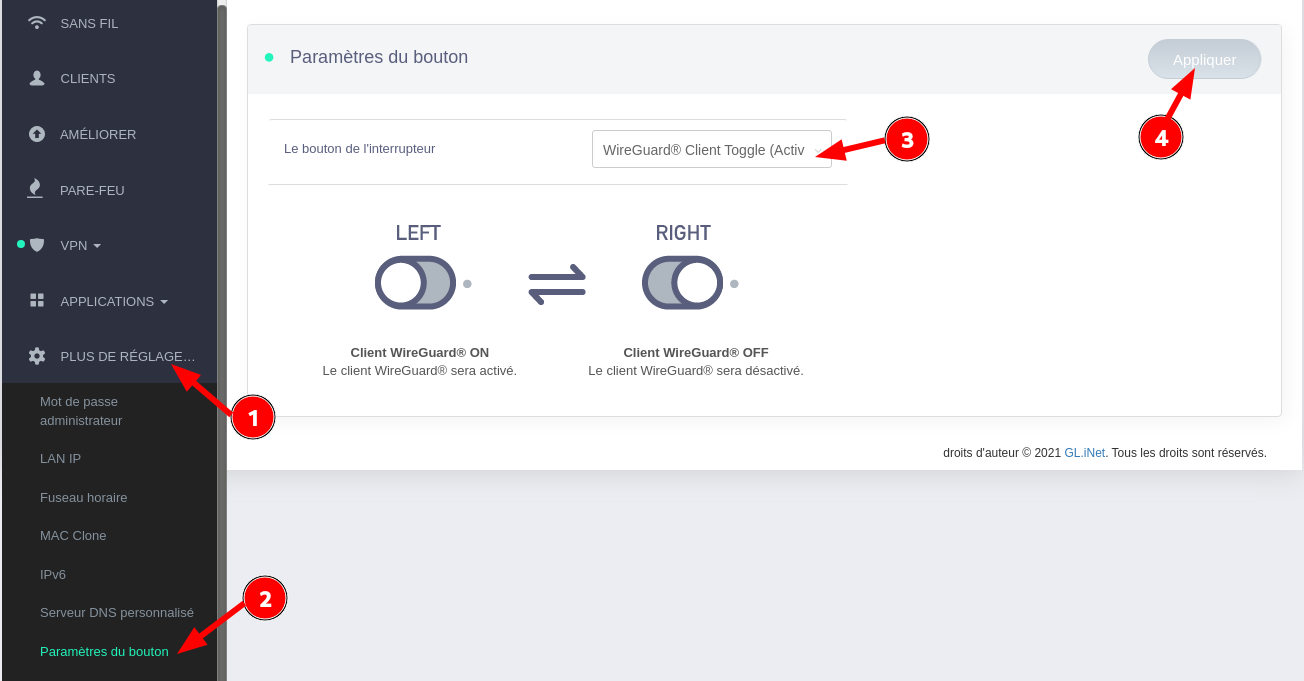 SANS FIL
CLIENTS
AMÉLIORER
PARE-FEU
VPN
APPLICATIONS
PLUS DE RÉGLAGE…
Mot de passe
administrateur
LAN IP
Fuseau horaire
MAC Clone
IPv6
Serveur DNS personnalisé
Paramètres du bouton
1
2
Paramètres du bouton
Appliquer
4
Le bouton de l'interrupteur
WireGuard® Client Toggle (Activ
3
LEFT
RIGHT
Client WireGuard® ON
Le client WireGuard® sera activé.
Client WireGuard® OFF
Le client WireGuard® sera désactivé.
droits d'auteur © 2021 GL.iNet. Tous les droits sont réservés.